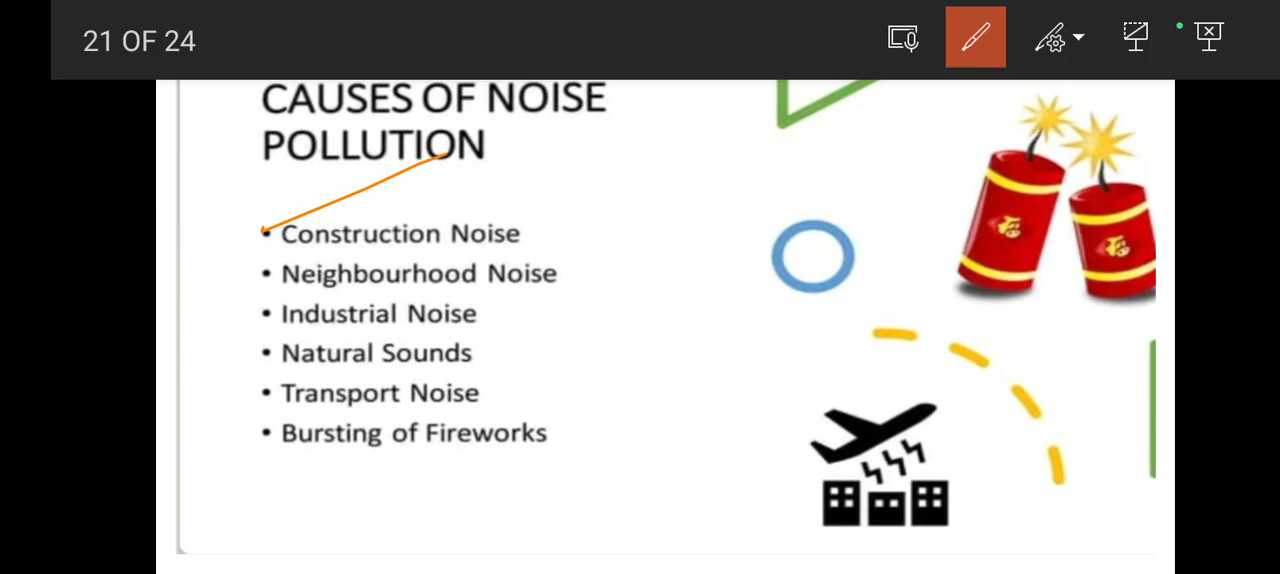 21 OF 24
CAUSES OF NOISE
POLLUTION
• Construction Noise
• Neighbourhood Noise
• Industrial Noise
• Natural Sounds
• Transport Noise
• Bursting of Fireworks